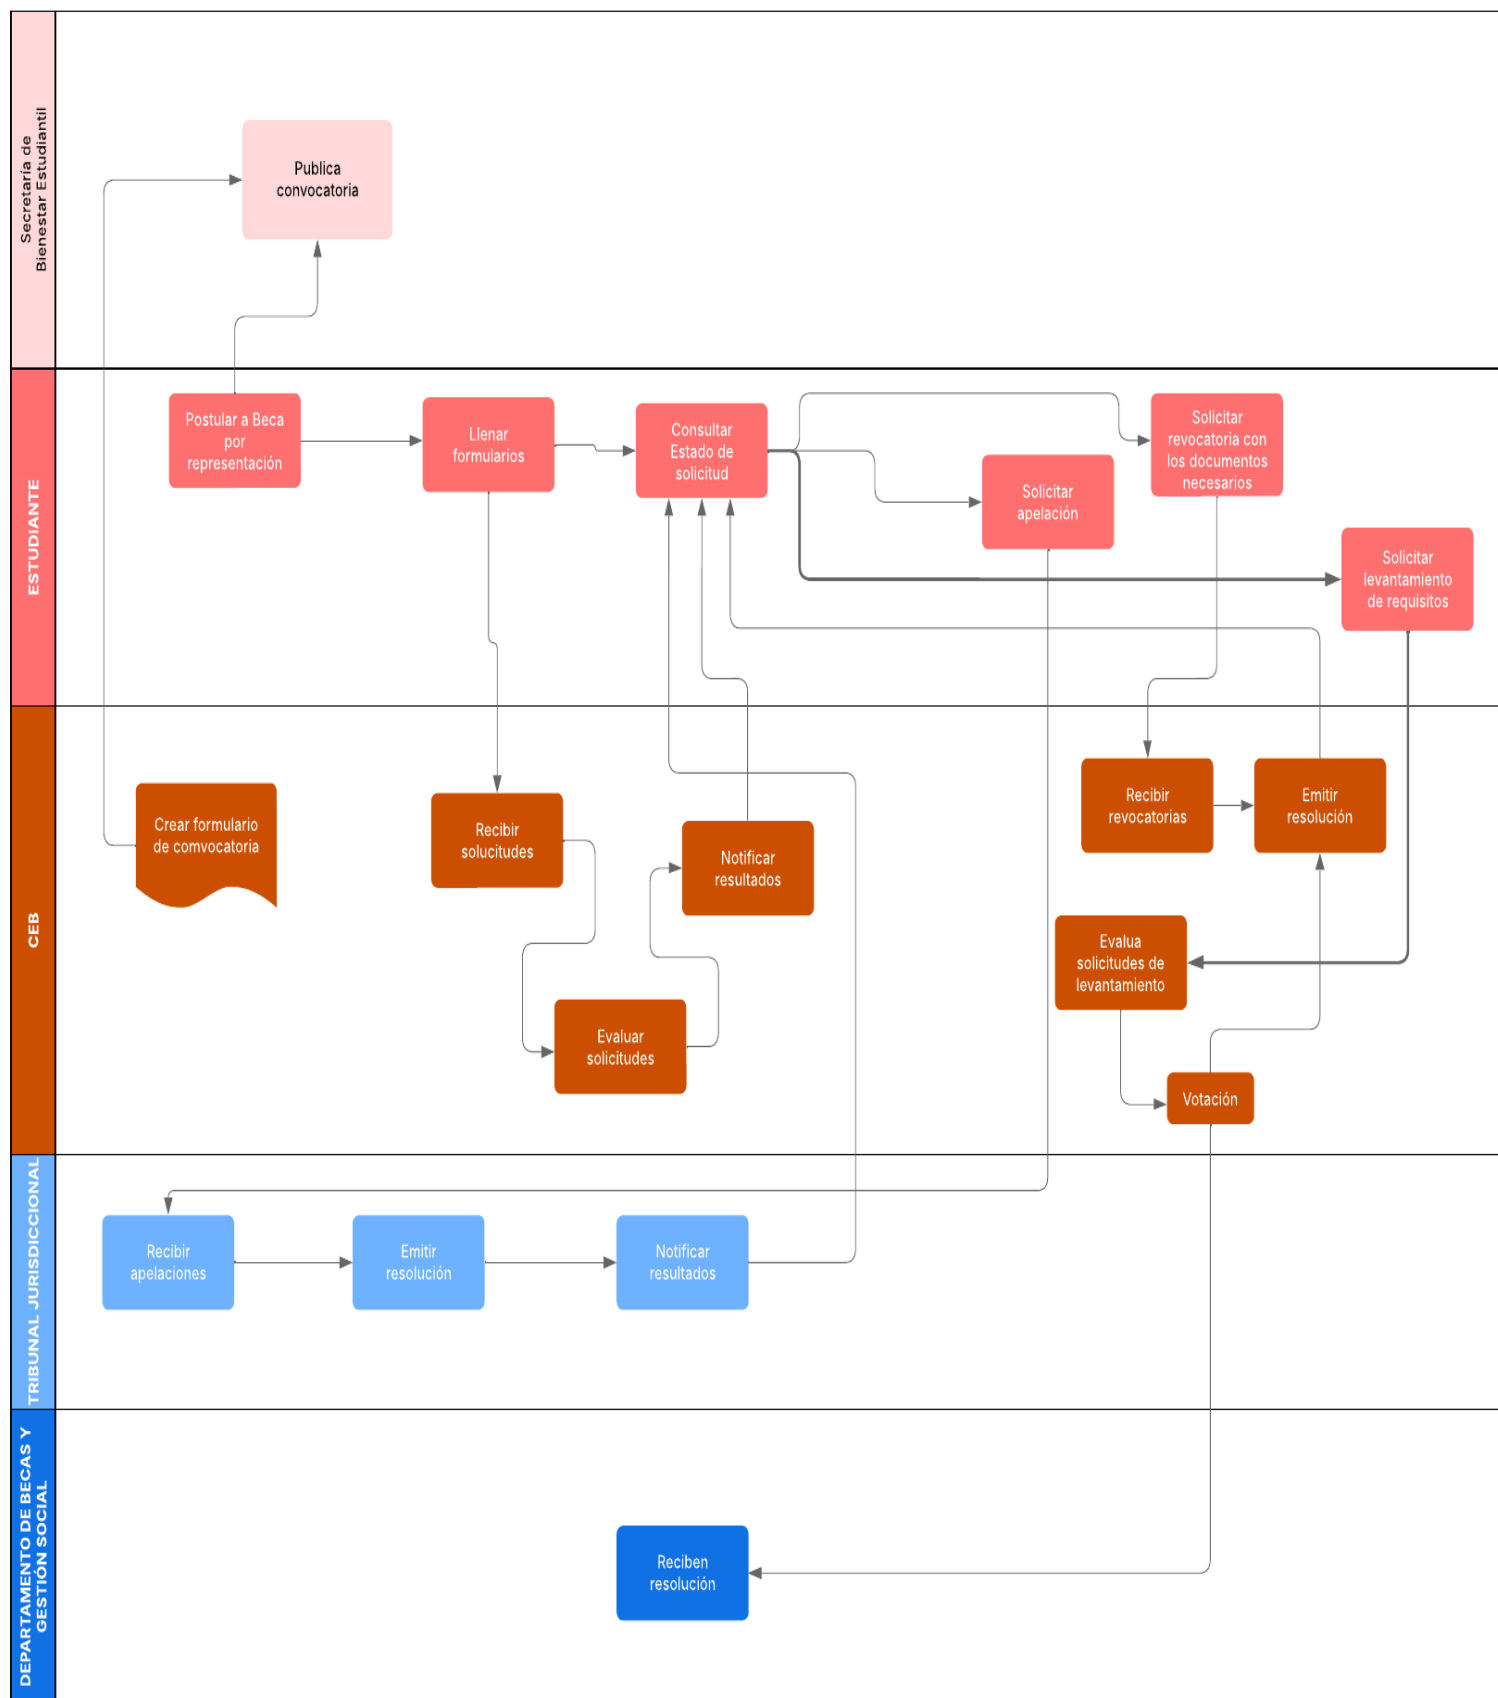 Secretaría de
Bienestar Estudiantil
Publica
convocatoria
ESTUDIANTE
Postular a Beca
por
representación
Llenar
formularios
Consultar
Estado de
solicitud
Solicitar
apelación
Solicitar
revocatoria con
los documentos
necesarios
Solicitar
levantamiento
de requisitos
CEB
Crear formulario
de comvocatoria
Recibir
solucitudes
Notificar
resultados
Evaluar
solicitudes
Recibir
revocatorias
Emitir
resolución
Evalua
solicitudes de
levantamiento
Votación
TRIBUNAL JURISDICCIONAL
Recibir
apelaciones
Emitir
resolución
Notificar
resultados
DEPARTAMENTO DE BECAS Y
GESTIÓN SOCIAL
Reciben
resolución